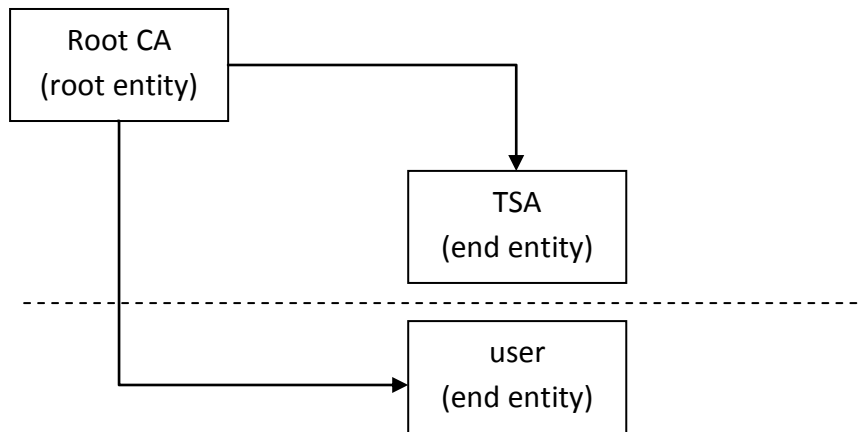 Root CA
(root entity)
TSA
(end entity)
user
(end entity)